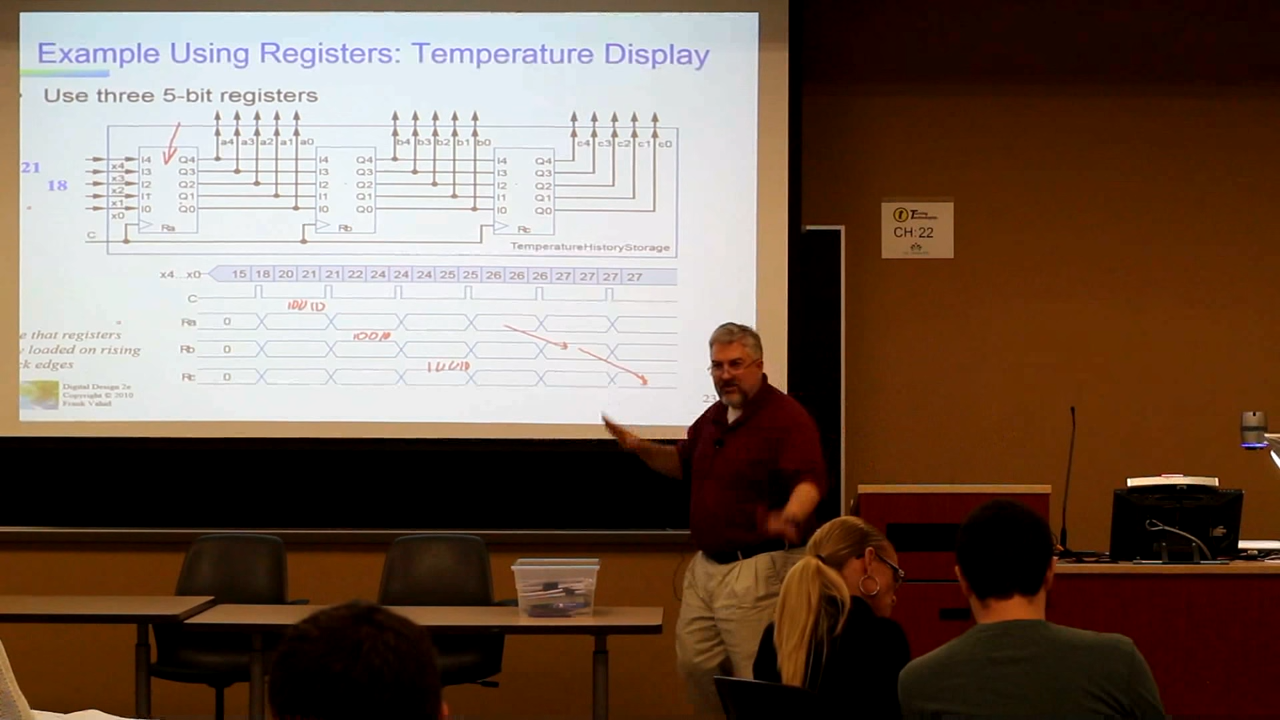 Example Using Registers: Temperature Display
Use three 5-bit registers
a4 a3 a2 a1 a0 b4 b3 b2 b1 b0 c4 c3 c2 c1 c0
21
18
x4 I4 Q4 I4 Q4 I4 Q4
x3 I3 Q3 I3 Q3 I3 Q3
x2 I2 Q2 I2 Q2 I2 Q2
x1 I1 Q1 I1 Q1 I1 Q1
x0 I0 Q0 I0 Q0 I0 Q0
C Ra Rb Rc
TemperatureHistoryStorage
x4...x0 15 18 20 21 21 22 24 24 24 25 25 26 26 26 27 27 27 27
C
Ra 0
Rb 0
Rc 0
e that registers
loaded on rising
ck edges
Digital Design 2e
Copyright © 2010
Frank Vahid
23
CH: 22